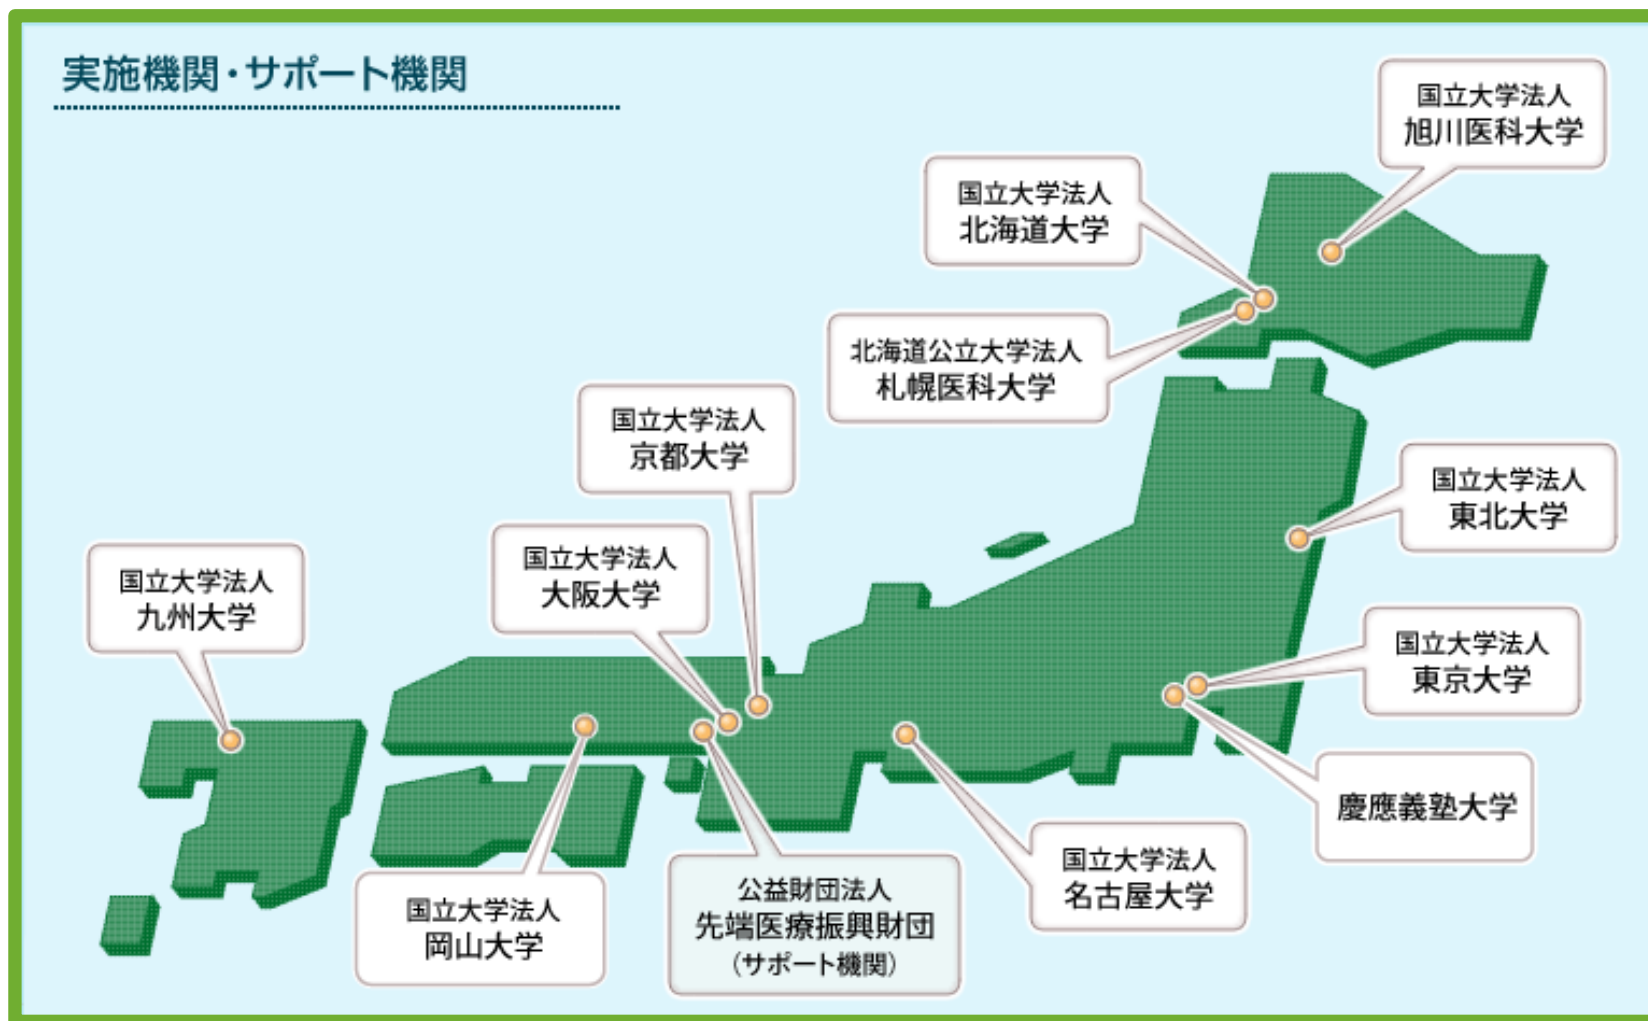 実施機関・サポート機関
国立大学法人
旭川医科大学
国立大学法人
北海道大学
北海道公立大学法人
札幌医科大学
国立大学法人
京都大学
国立大学法人
東北大学
国立大学法人
大阪大学
国立大学法人
九州大学
国立大学法人
東京大学
慶應義塾大学
国立大学法人
名古屋大学
公益財団法人
先端医療振興財団
（サポート機関）
国立大学法人
岡山大学